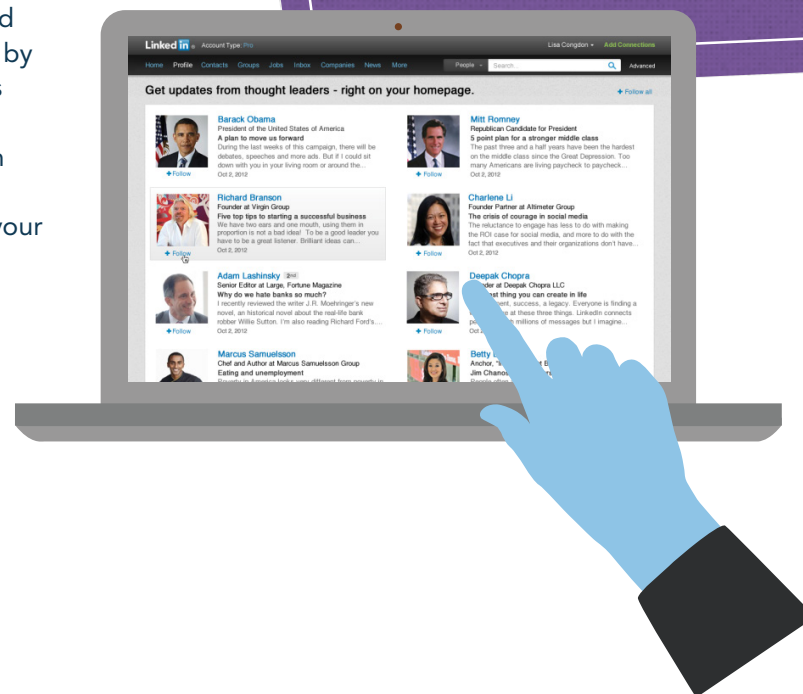 d
by
s
n
your
Linked in Account Type: Pro
Lisa Congdon Add Connections
Home Profile Contacts Groups Jobs Inbox Companies News More
People Search... Advanced
Get updates from thought leaders - right on your homepage.
Follow all
Barack Obama
President of the United States of America
A plan to move us forward
During the last weeks of this campaign, there will be
debates, speeches and more ads. But if I could sit
down with you in your living room or around the...
Oct 2, 2012
+ Follow
Mitt Romney
Republican Candidate for President
5 point plan for a stronger middle class
The past three and a half years have been the hardest
on the middle class since the Great Depression. Too
many Americans are living paycheck to paycheck...
Oct 2, 2012
+ Follow
Richard Branson
Founder at Virgin Group
Five top tips to starting a successful business
We have two ears and one mouth, using them in
proportion is not a bad idea! To be a good leader you
have to be a great listener. Brilliant ideas can...
Oct 2, 2012
+ Follow
Charlene Li
Founder Partner at Altimeter Group
The crisis of courage in social media
The reluctance to engage has less to do with making
the ROI case for social media, and more to do with the
fact that executives and their organizations don't have...
Oct 2, 2012
+ Follow
Adam Lashinsky 2nd
Senior Editor at Large, Fortune Magazine
Why do we hate banks so much?
I recently reviewed the writer J.R. Moehringer's new
novel, an historical novel about the real-life bank
robber Willie Sutton. I'm also reading Richard Ford's...
Oct 2, 2012
+ Follow
Deepak Chopra
at Deepak Chopra LLC
thing you can create in life
success, a legacy. Everyone is finding a
at these three things. LinkedIn connects
millions of messages but I imagine...
+ Follow
Marcus Samuelsson
Chef and Author at Marcus Samuelsson Group
Eating and unemployment
Poverty in America looks very different from poverty in
Betty
Anchor,
Jim Chanos
People often